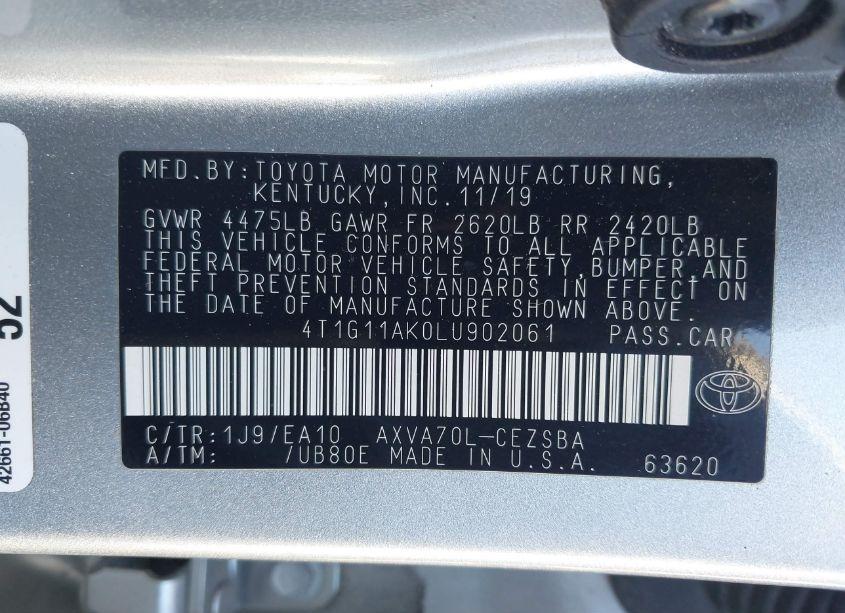 MFD.BY:TOYOTA MOTOR MANUFACTURING,
KENTUCKY,INC.11/19
GVWR 4475LB GAWR FR 2620LB RR 2420LB
THIS VEHICLE CONFORMS TO ALL APPLICABLE
FEDERAL MOTOR VEHICLE SAFETY,BUMPER,AND
THEFT PREVENTION STANDARDS IN EFFECT ON
THE DATE OF MANUFACTURE SHOWN ABOVE.
4T1G11AK0LU902061 PASS.CAR
C/TR:1J9/EA10 AXVA70L-CEZSBA
A/TM: /UB80E MADE IN U.S.A. 63620
52
42661-06B40